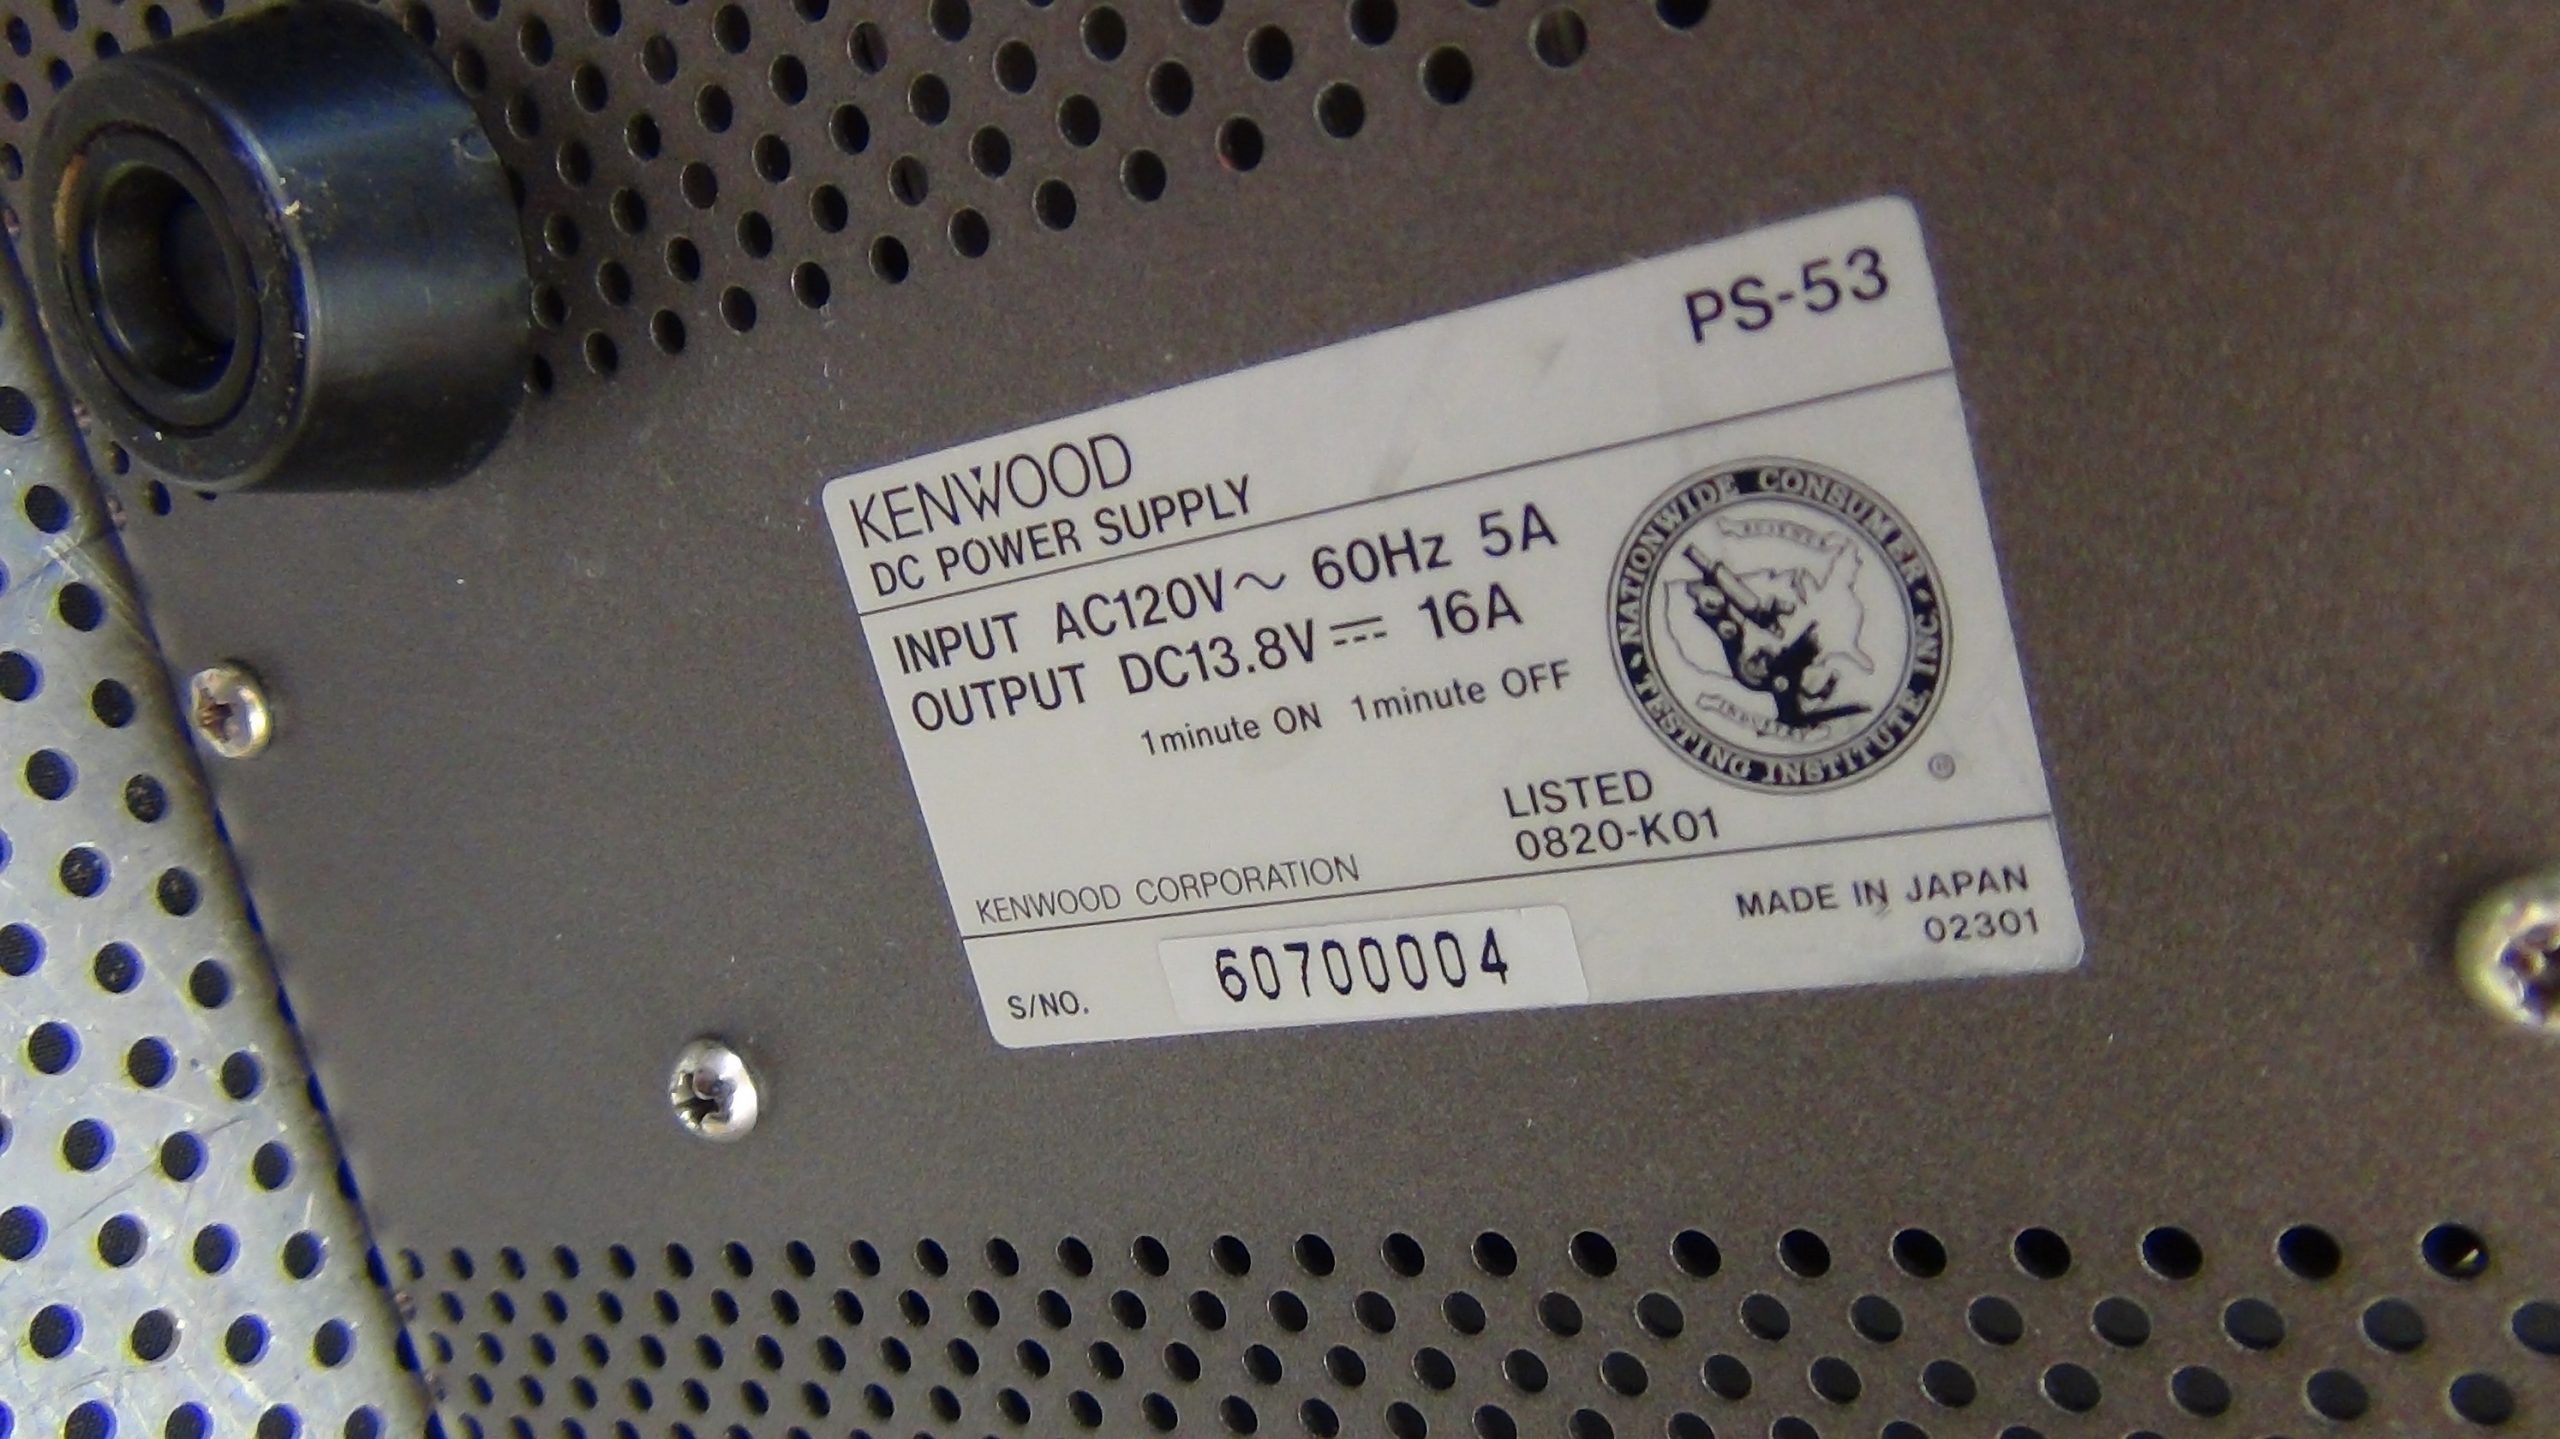 PS-53
KENWOOD
DC POWER SUPPLY
INPUT AC120V～ 60Hz 5A
OUTPUT DC13.8V⎓ 16A
1minute ON 1minute OFF
NATIONWIDE CONSUMER
TESTING INSTITUTE INC.
®
LISTED
0820-K01
KENWOOD CORPORATION
MADE IN JAPAN
02301
S/NO. 60700004